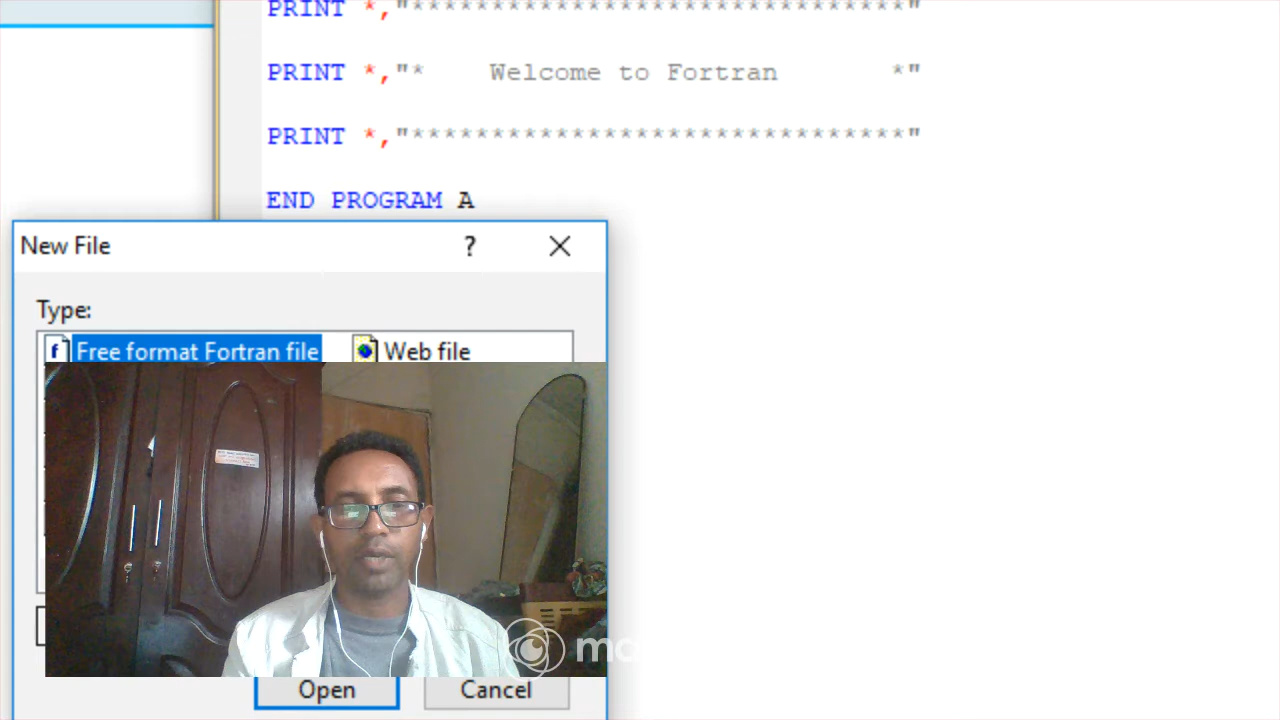 PRINT *,"*******************************"
PRINT *,"*    Welcome to Fortran       *"
PRINT *,"*******************************"
END PROGRAM A
New File
?
Type:
Free format Fortran file
Web file
Open
Cancel